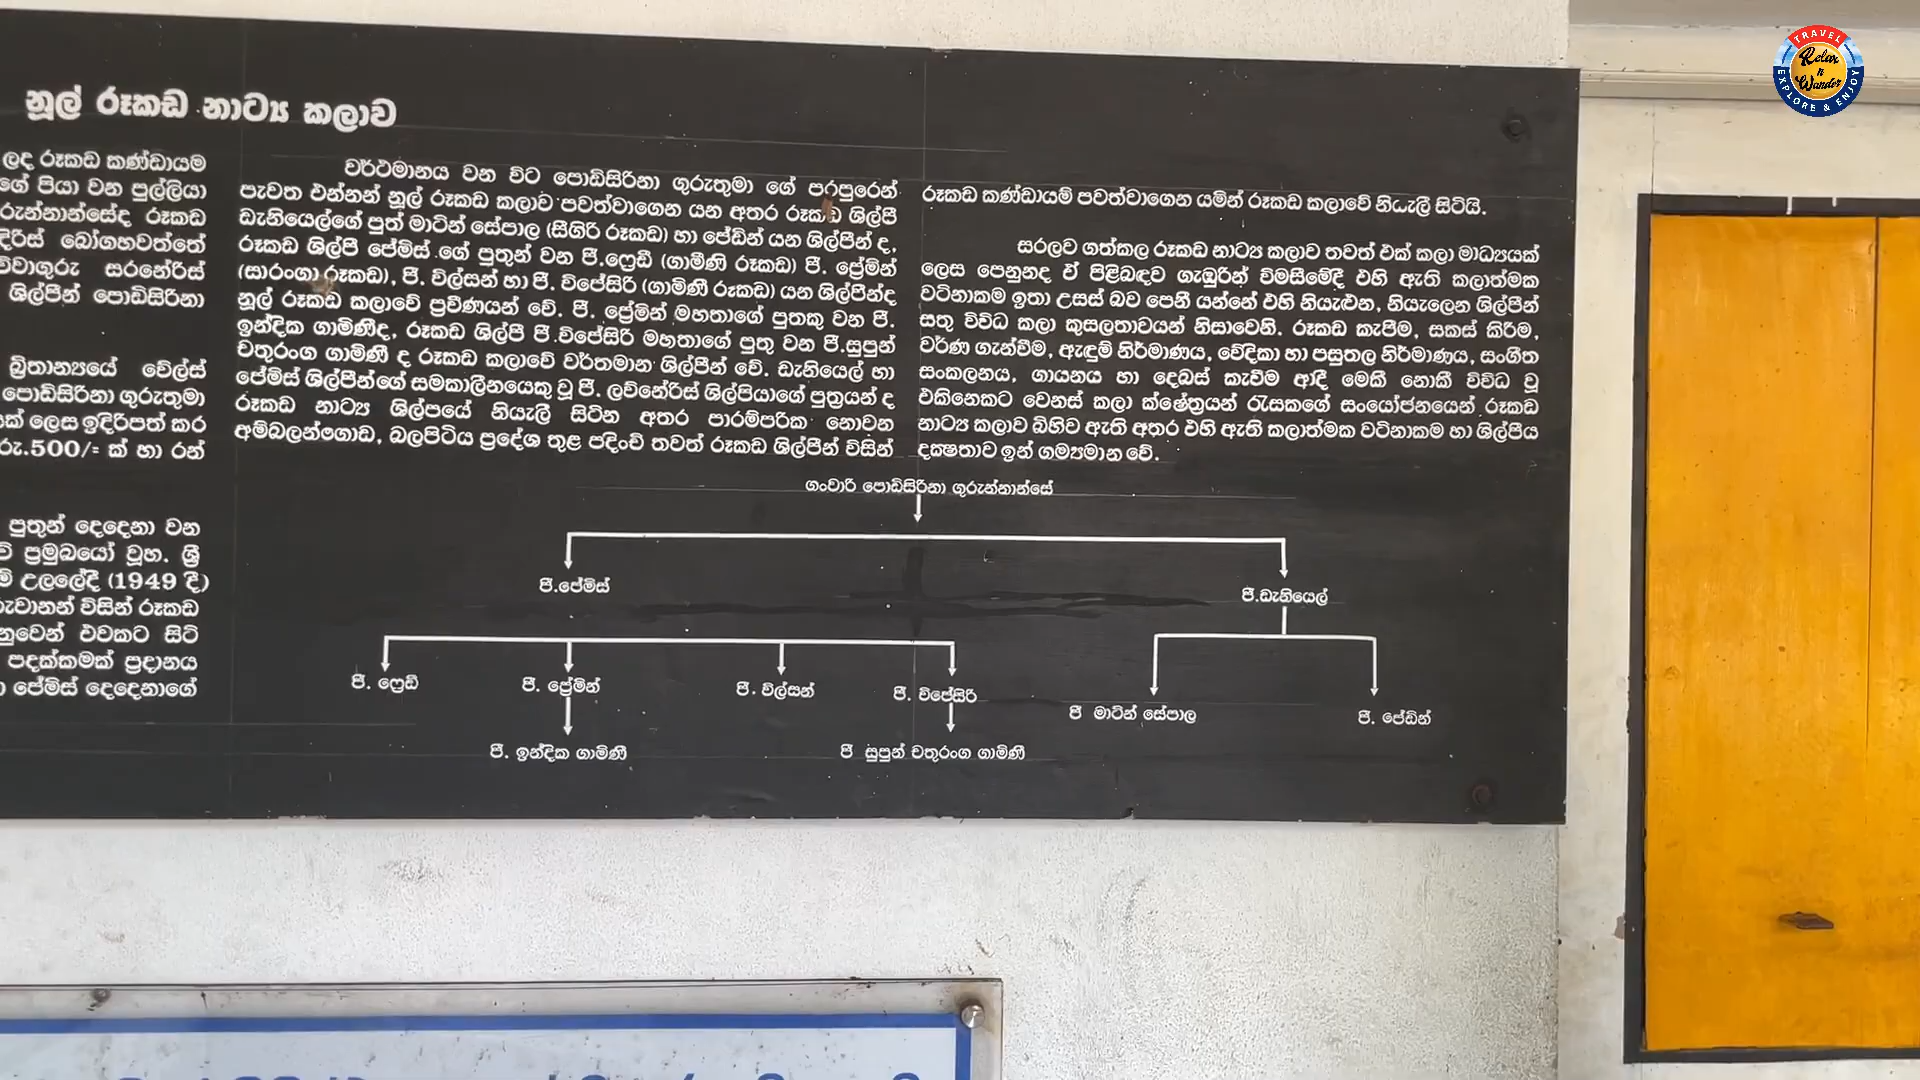 නූල් රූකඩ නාට්‍ය කලාව
ලද රූකඩ කණ්ඩායම
ගේ පියා වන පුල්ලියා
රුන්නාන්සේද රූකඩ
දිරිස් බෝගහවත්තේ
චිවාගුරු සරනේරිස්
ශිල්පීන් පොඩිසිරිනා
බ්‍රිතාන්‍යයේ වේල්ස්
පොඩිසිරිනා ගුරුතුමා
ක් ලෙස ඉදිරිපත් කර
රු.500/= ක් හා රන්
පුතුන් දෙදෙනා වන
ප්‍රමුඛයෝ වූහ. ශ්‍රී
ම් උලලේදී (1949 දී)
රුවානන් විසින් රූකඩ
නුවෙන් එවකට සිටි
පදක්කමක් ප්‍රදානය
පේමිස් දෙදෙනාගේ
වර්ථමානය වන විට පොඩිසිරිනා ගුරුතුමා ගේ පරපුරෙන්
පැවත එන්නන් නූල් රූකඩ කලාව පවත්වාගෙන යන අතර රූකඩ ශිල්පී
ඩැනියෙල්ගේ පුත් මාටින් සේපාල (සීගිරි රූකඩ) හා ජේඩින් යන ශිල්පීන් ද,
රූකඩ ශිල්පී පේමිස් ගේ පුතුන් වන පී.ෆ්‍රෙඩී (ගාමිණි රූකඩ) පී. ප්‍රේමින්
(සාරංගා රූකඩ), පී. විල්සන් හා පී. විජේසිරි (ගාමිණී රූකඩ) යන ශිල්පීන්ද
නූල් රූකඩ කලාවේ ප්‍රවීණයන් වේ. පී. ප්‍රේමින් මහතාගේ පුතකු වන පී.
ඉන්දික ගාමිණීද, රූකඩ ශිල්පී පී.විජේසිරි මහතාගේ පුතු වන පී.සුපුන්
චතුරංග ගාමිණී ද රූකඩ කලාවේ වර්තමාන ශිල්පීන් වේ. ඩැනියෙල් හා
පේමිස් ශිල්පීන්ගේ සමකාලීනයෙකු වූ පී. ලව්නේරිස් ශිල්පියාගේ පුත්‍රයන් ද
රූකඩ නාට්‍ය ශිල්පයේ නියැලී සිටින අතර පාරම්පරික නොවන
අම්බලන්ගොඩ, බලපිටිය ප්‍රදේශ තුළ පදිංචි තවත් රූකඩ ශිල්පීන් විසින්
රූකඩ කණ්ඩායම් පවත්වාගෙන යමින් රූකඩ කලාවේ නියැලී සිටියි.
සරලව ගත්කල රූකඩ නාට්‍ය කලාව තවත් එක් කලා මාධ්‍යයක්
ලෙස පෙනුනද ඒ පිළිබඳව ගැඹුරින් විමසීමේදී එහි ඇති කලාත්මක
වටිනාකම ඉතා උසස් බව පෙනී යන්නේ එහි නියැළුන, නියැලෙන ශිල්පීන්
සතු විවිධ කලා කුසලතාවයන් නිසාවෙනි. රූකඩ කැපීම, සකස් කිරීම,
වර්ණ ගැන්වීම, ඇඳුම් නිර්මාණය, වේදිකා හා පසුතල නිර්මාණය, සංගීත
සංකලනය, ගායනය හා දෙබස් කැවීම ආදී මෙකී නොකී විවිධ වූ
එකිනෙකට වෙනස් කලා ක්ෂේත්‍රයන් රැසකගේ සංයෝජනයෙන් රූකඩ
නාට්‍ය කලාව බිහිව ඇති අතර එහි ඇති කලාත්මක වටිනාකම හා ශිල්පීය
දක්‍ෂතාව ඉන් ගම්‍යමාන වේ.
ගංවාරි පොඩිසිරිනා ගුරුන්නාන්සේ
පී.පේමිස්
පී.ඩැනියෙල්
පී. ෆ්‍රෙඩී
පී. ප්‍රේමින්
පී. විල්සන්
පී. විජේසිරි
පී මාටින් සේපාල
පී. ජේඩින්
පී. ඉන්දික ගාමිණී
පී සුපුන් චතුරංග ගාමිණී
TRAVEL
Relax
n
Wander
EXPLORE & ENJOY